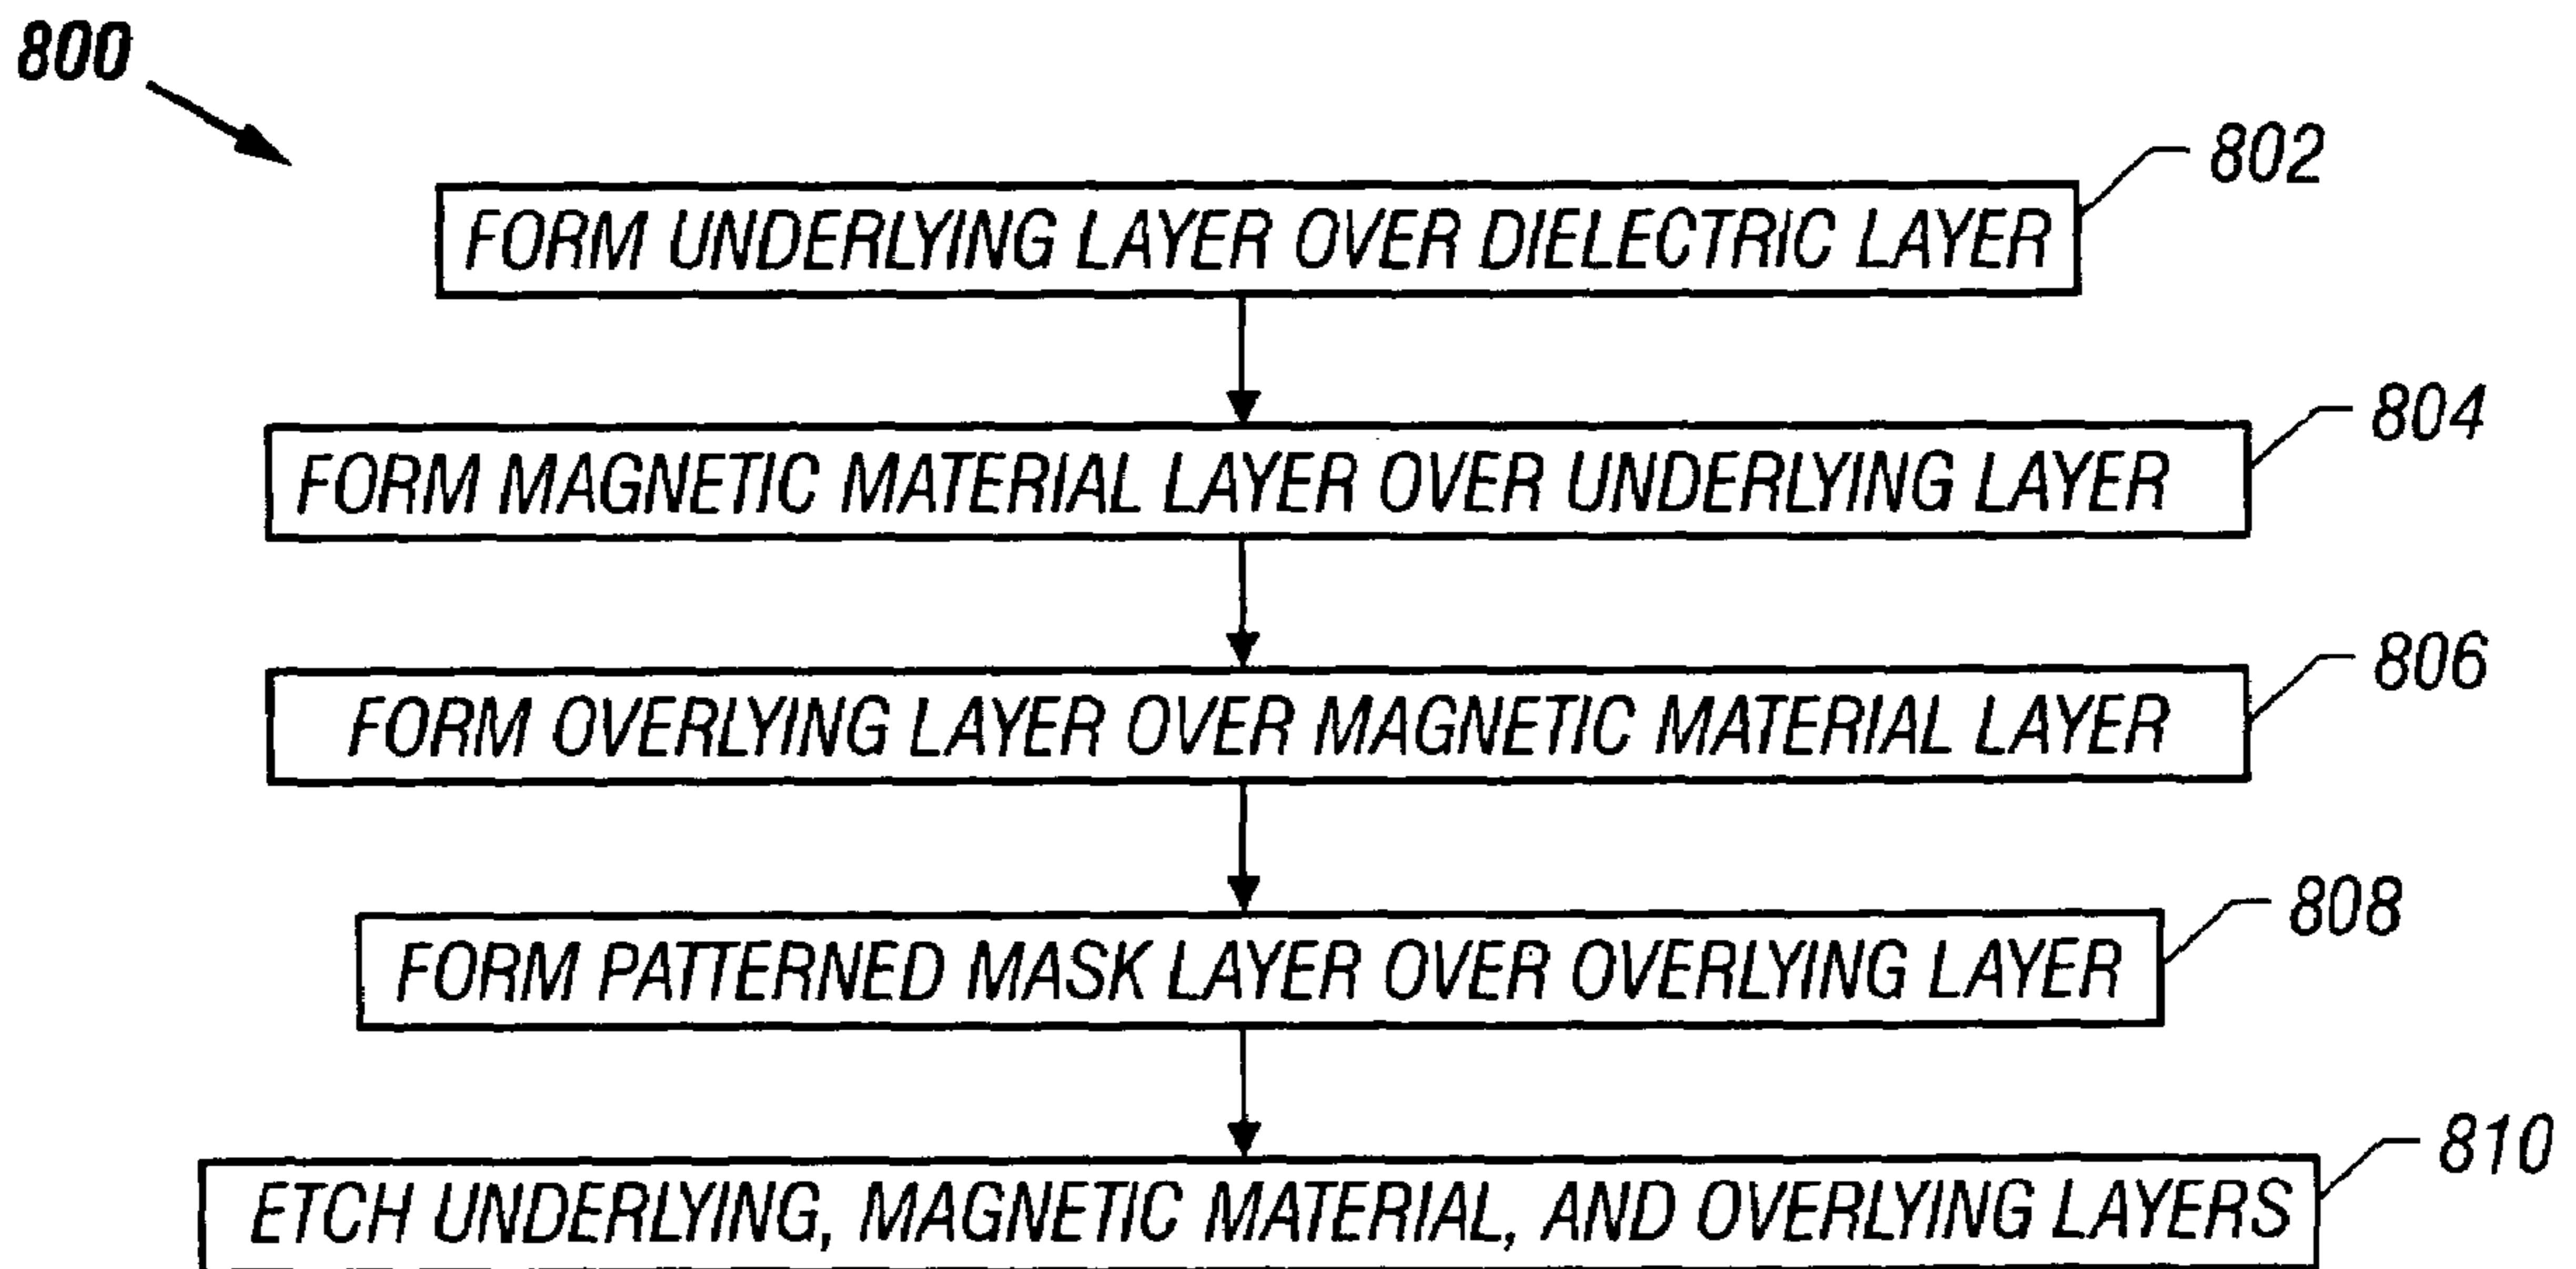 800
802
FORM UNDERLYING LAYER OVER DIELECTRIC LAYER
804
FORM MAGNETIC MATERIAL LAYER OVER UNDERLYING LAYER
806
FORM OVERLYING LAYER OVER MAGNETIC MATERIAL LAYER
808
FORM PATTERNED MASK LAYER OVER OVERLYING LAYER
810
ETCH UNDERLYING, MAGNETIC MATERIAL, AND OVERLYING LAYERS